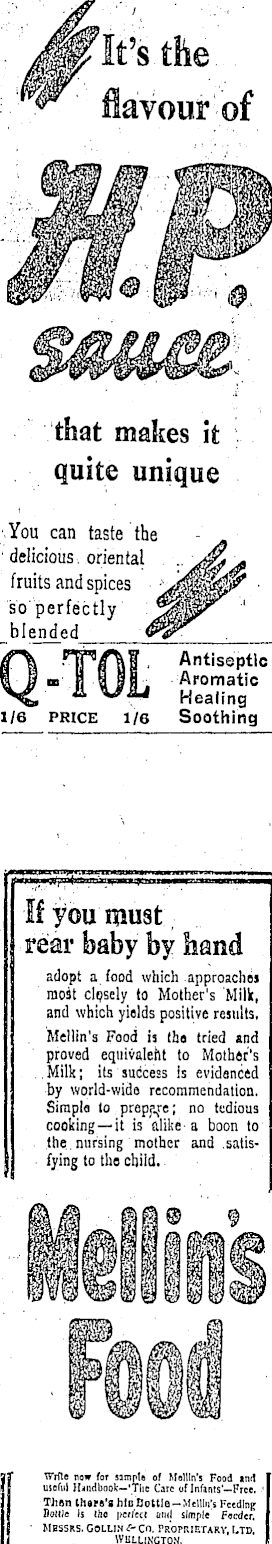 It's the
flavour of
H.P.
sauce
that makes it
quite unique
You can taste the
delicious oriental
fruits and spices
so perfectly
blended
Q-TOL
Antiseptic
Aromatic
Healing
Soothing
1/6 PRICE 1/6
If you must
rear baby by hand
adopt a food which approaches
most closely to Mother's Milk,
and which yields positive results.
Mellin's Food is the tried and
proved equivalent to Mother's
Milk; its success is evidenced
by world-wide recommendation.
Simple to prepare; no tedious
cooking—it is alike a boon to
the nursing mother and satis-
fying to the child.
Mellin's
Food
Write now for sample of Mellin's Food and
useful Handbook—'The Care of Infants'—Free.
Then there's his Bottle—Mellin's Feeding
Bottle is the perfect and simple Feeder.
MESSRS. GOLLIN & CO. PROPRIETARY, LTD.
WELLINGTON.